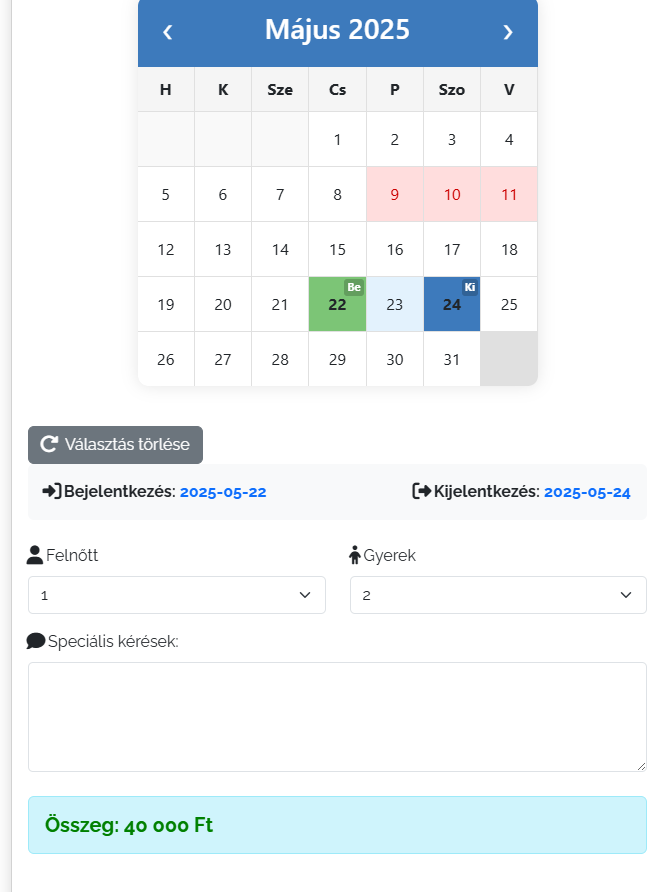 ‹ Május 2025 ›
H K Sze Cs P Szo V
1 2 3 4
5 6 7 8 9 10 11
12 13 14 15 16 17 18
19 20 21 22 Be 23 24 Ki 25
26 27 28 29 30 31
Választás törlése
Bejelentkezés: 2025-05-22 Kijelentkezés: 2025-05-24
Felnőtt Gyerek
1 2
Speciális kérések:
Összeg: 40 000 Ft